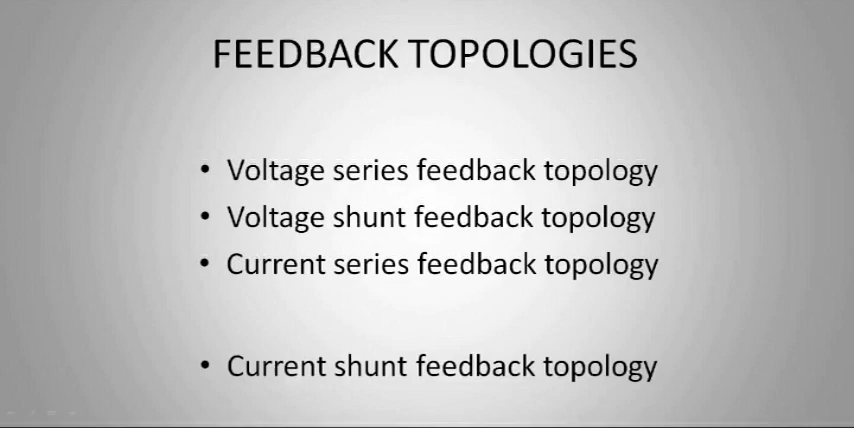 FEEDBACK TOPOLOGIES
• Voltage series feedback topology
• Voltage shunt feedback topology
• Current series feedback topology
• Current shunt feedback topology